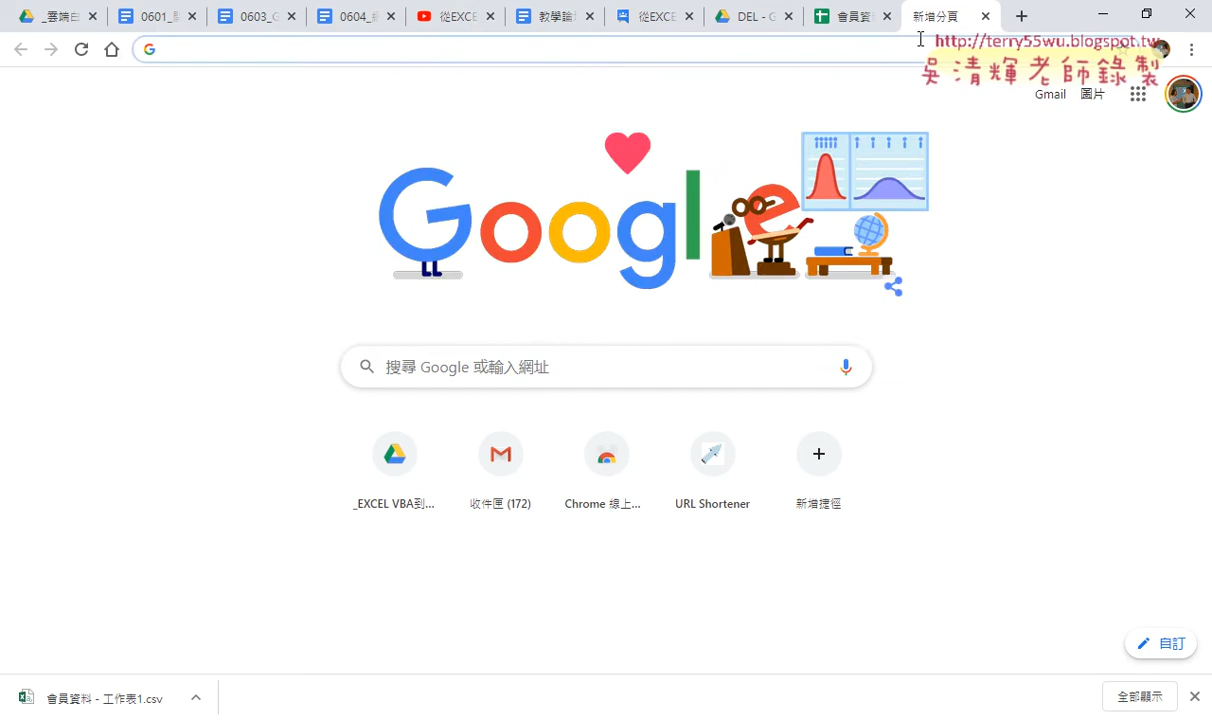 _雲端白
0601_
0603_G
0604_
從EXCE
教學論
從EXCE
DEL - G
會員資
新增分頁
http://terry55wu.blogspot.tw
吳清輝老師錄製
Gmail 圖片
Google
搜尋 Google 或輸入網址
_EXCEL VBA到...
收件匣 (172)
Chrome 線上...
URL Shortener
新增捷徑
自訂
會員資料 - 工作表1.csv
全部顯示